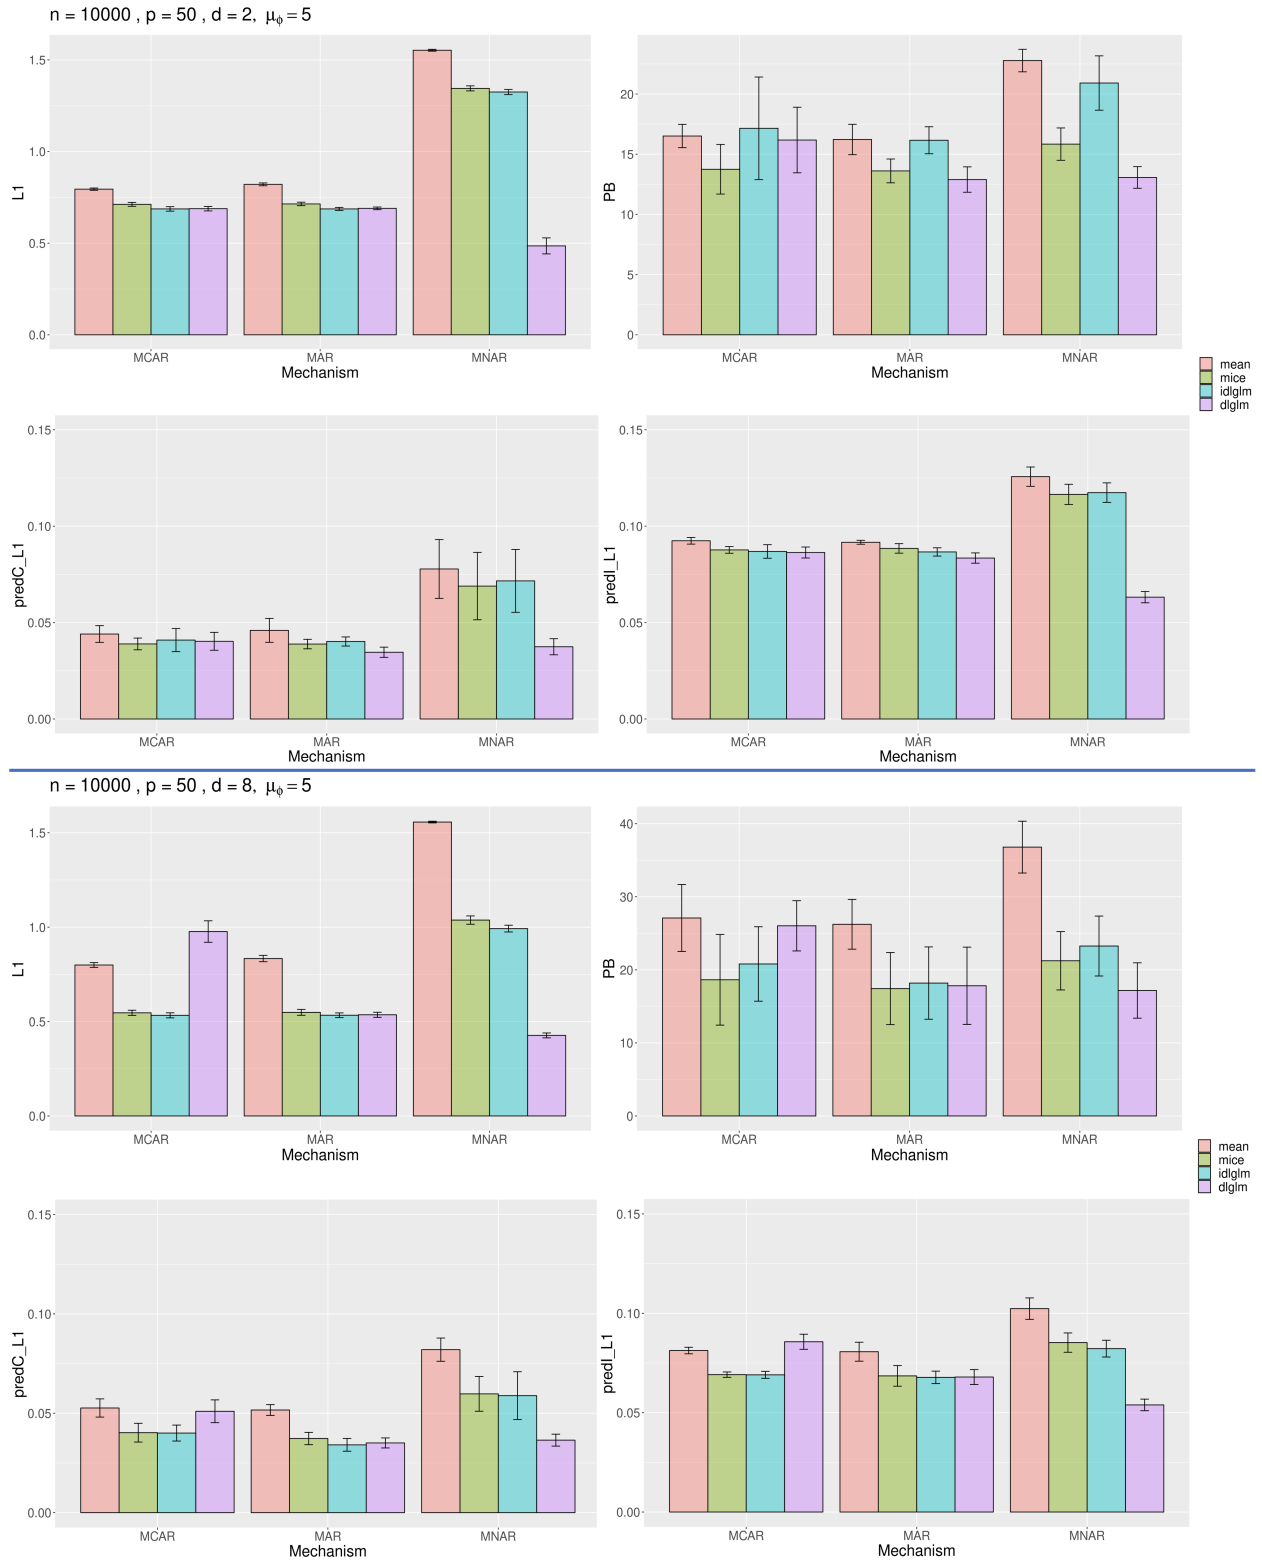 n = 10000 , p = 50 , d = 2, μϕ = 5
1.5
1.0
0.5
0.0
L1
MCAR MAR MNAR
Mechanism
20
15
10
5
0
PB
MCAR MAR MNAR
Mechanism
mean
mice
idlglm
dlglm
0.15
0.10
0.05
0.00
predC_L1
MCAR MAR MNAR
Mechanism
0.15
0.10
0.05
0.00
predI_L1
MCAR MAR MNAR
Mechanism
n = 10000 , p = 50 , d = 8, μϕ = 5
1.5
1.0
0.5
0.0
L1
MCAR MAR MNAR
Mechanism
40
30
20
10
0
PB
MCAR MAR MNAR
Mechanism
mean
mice
idlglm
dlglm
0.15
0.10
0.05
0.00
predC_L1
MCAR MAR MNAR
Mechanism
0.15
0.10
0.05
0.00
predI_L1
MCAR MAR MNAR
Mechanism